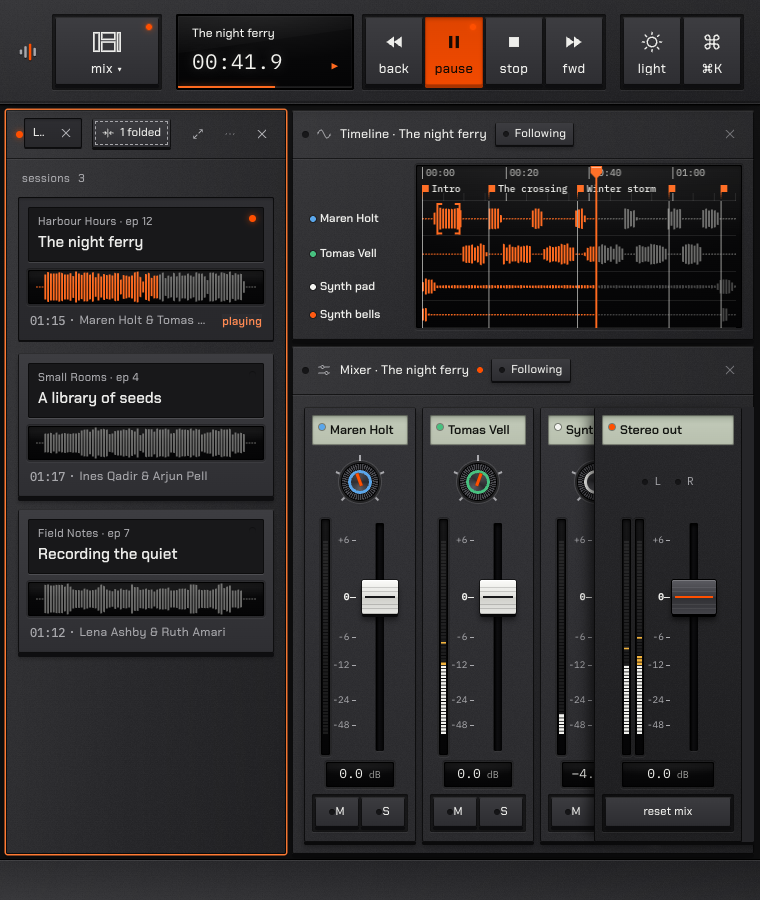 mix
The night ferry
00:41.9
back
pause
stop
fwd
light
⌘K
L..
1 folded
sessions 3
Harbour Hours · ep 12
The night ferry
01:15 · Maren Holt & Tomas ... playing
Small Rooms · ep 4
A library of seeds
01:17 · Ines Qadir & Arjun Pell
Field Notes · ep 7
Recording the quiet
01:12 · Lena Ashby & Ruth Amari
Timeline · The night ferry
Following
00:00 00:20 0:40 01:00
Intro The crossing Winter storm
Maren Holt
Tomas Vell
Synth pad
Synth bells
Mixer · The night ferry
Following
Maren Holt
Tomas Vell
Synt
Stereo out
L R
+6 +6 +6 +6
0 0 0 0
-6 -6 -6 -6
-12 -12 -12 -12
-24 -24 -24 -24
-48 -48 -48 -48
0.0 dB
0.0 dB
-4.
0.0 dB
M S
M S
M
reset mix